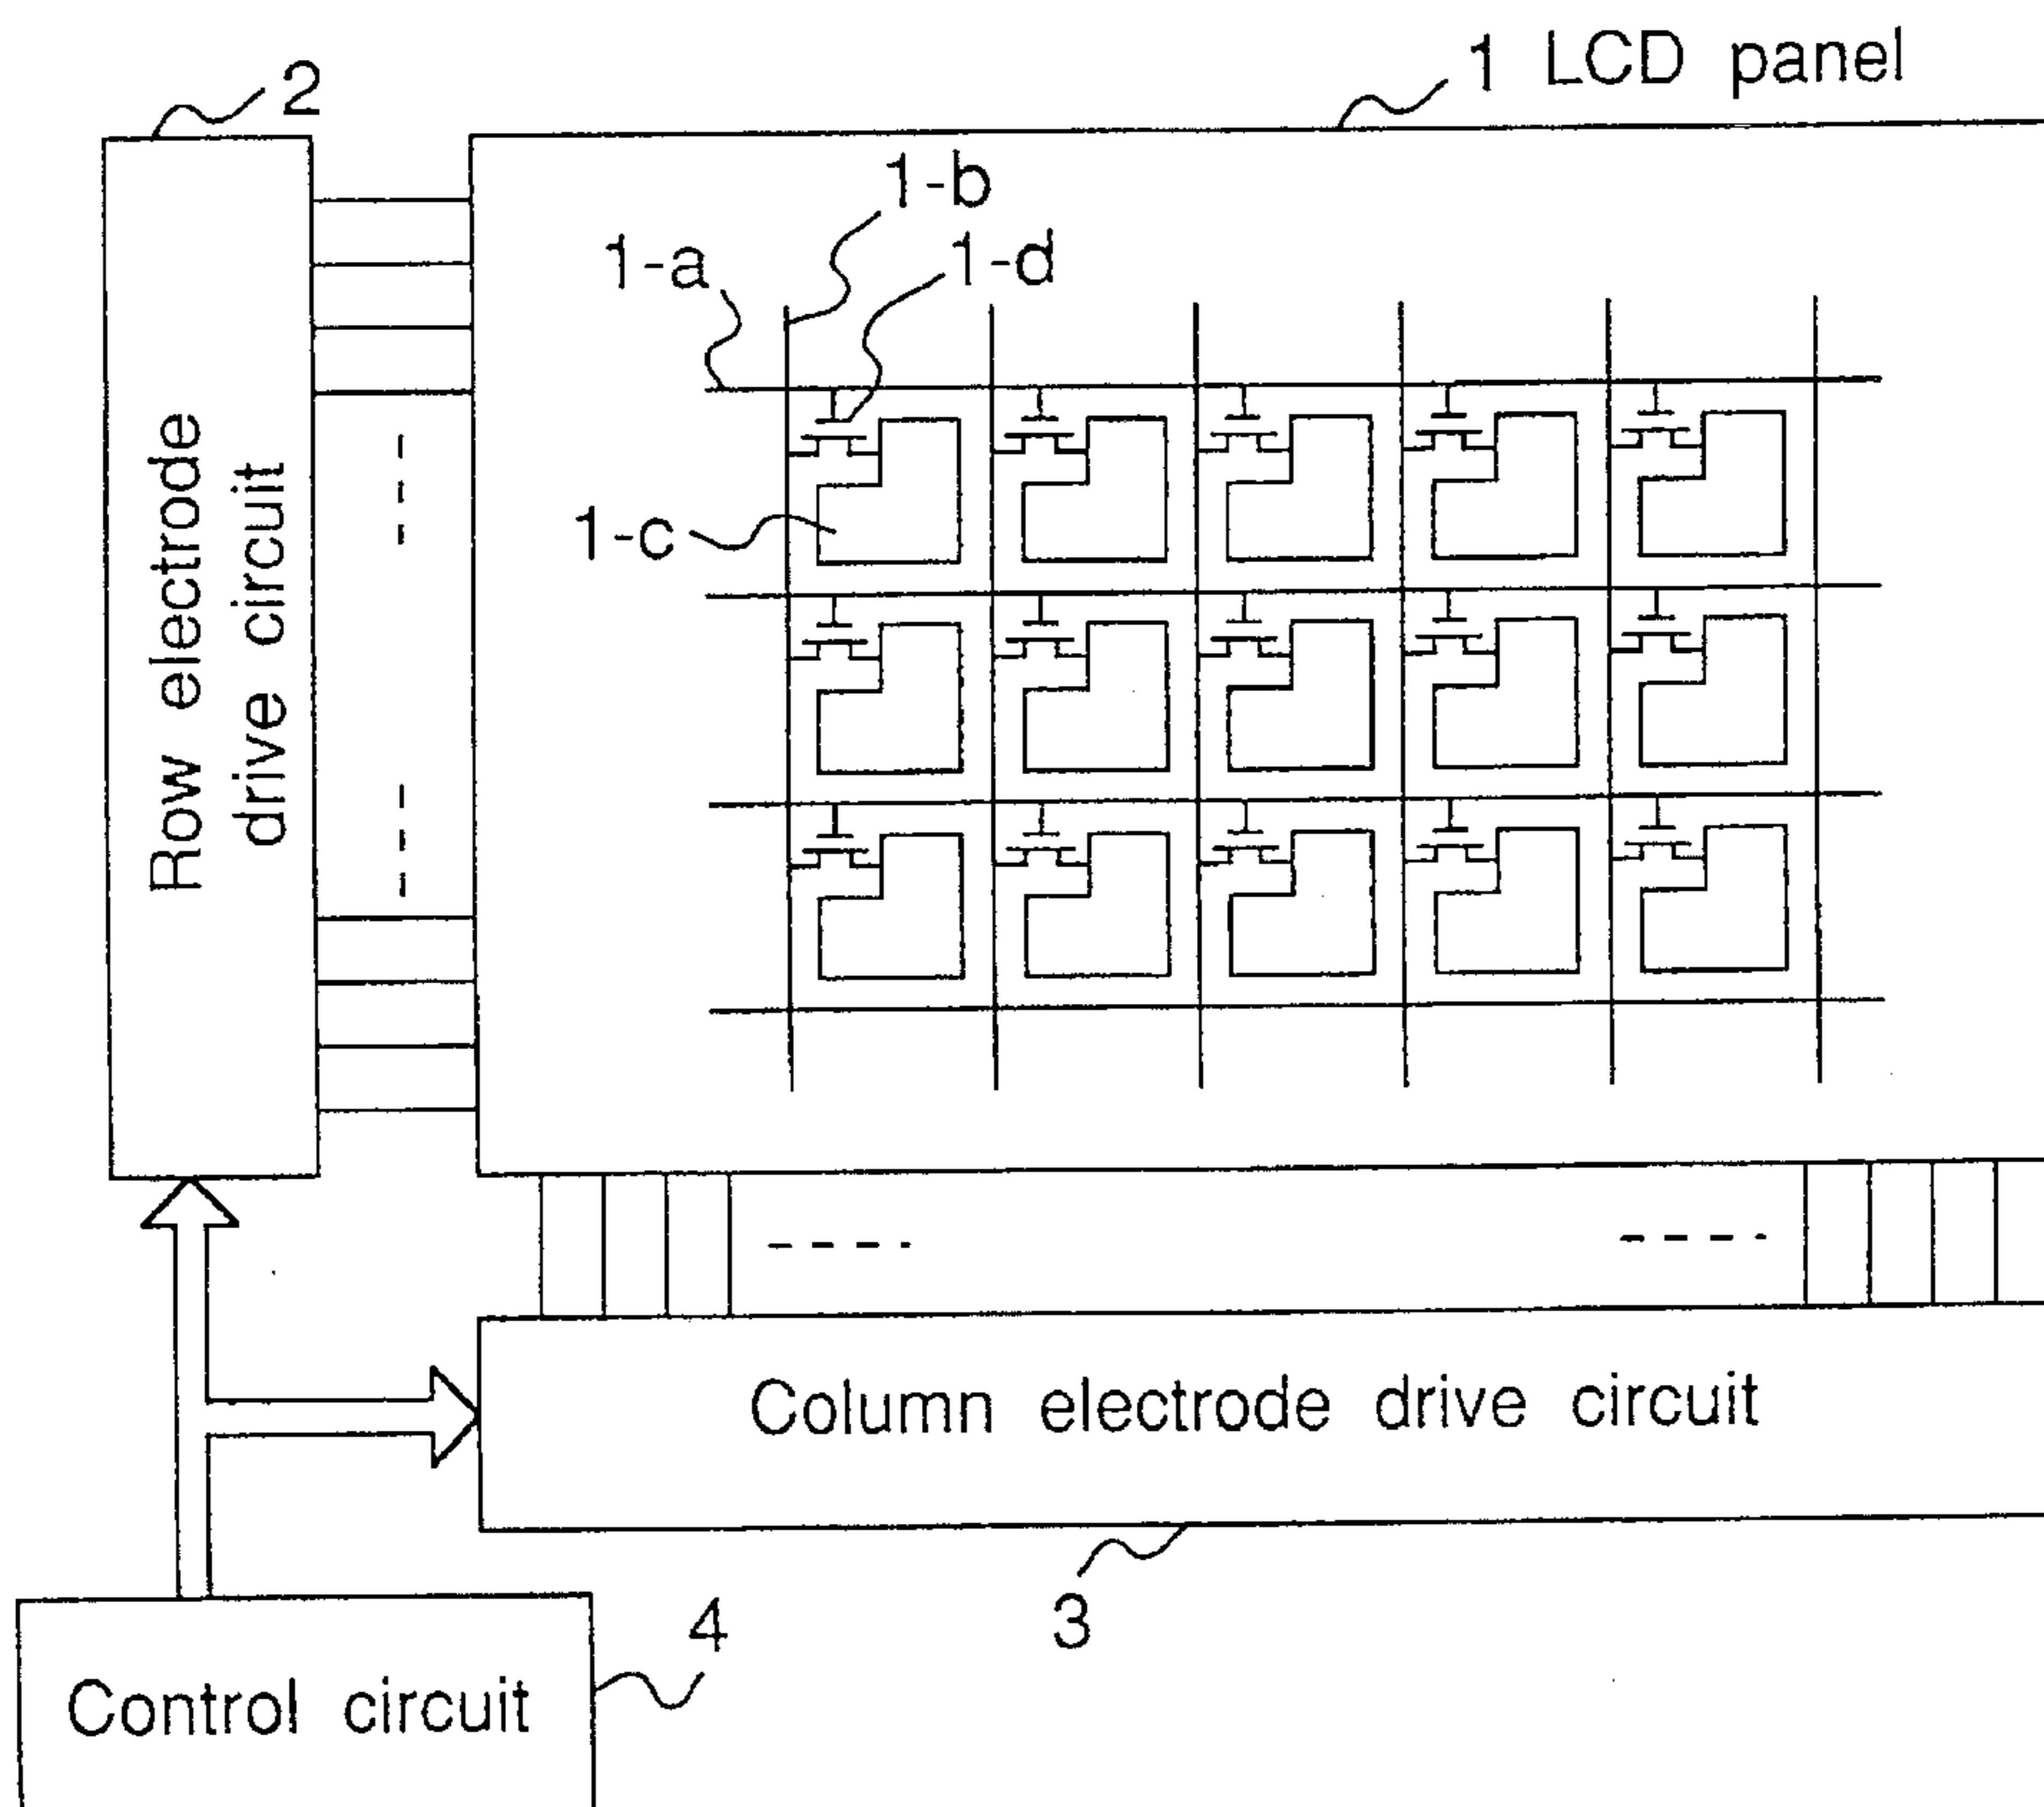 2
1 LCD panel
1-b
1-a
1-d
Row electrode
drive circuit
1-c
Column electrode drive circuit
3
4
Control circuit